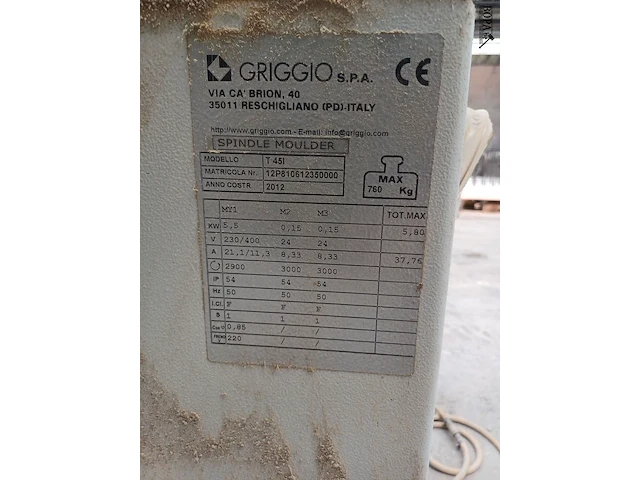 GRIGGIO S.P.A. CE
VIA CA' BRION, 40
35011 RESCHIGLIANO (PD)-ITALY
http://www.griggio.com - E-mail: info@griggio.com
SPINDLE MOULDER
MODELLO T 45I
MATRICOLA Nr. 12P810612350000
ANNO COSTR. 2012
MAX
760 Kg
MT1 M2 M3 TOT.MAX
KW 5,5 0,15 0,15 5,80
V 230/400 24 24
A 21,1/11,3 8,33 8,33 37,76
2900 3000 3000
IP 54 54 54
Hz 50 50 50
I.CL. F F F
S 1 1 1
Cos 0,85 / /
220 / /